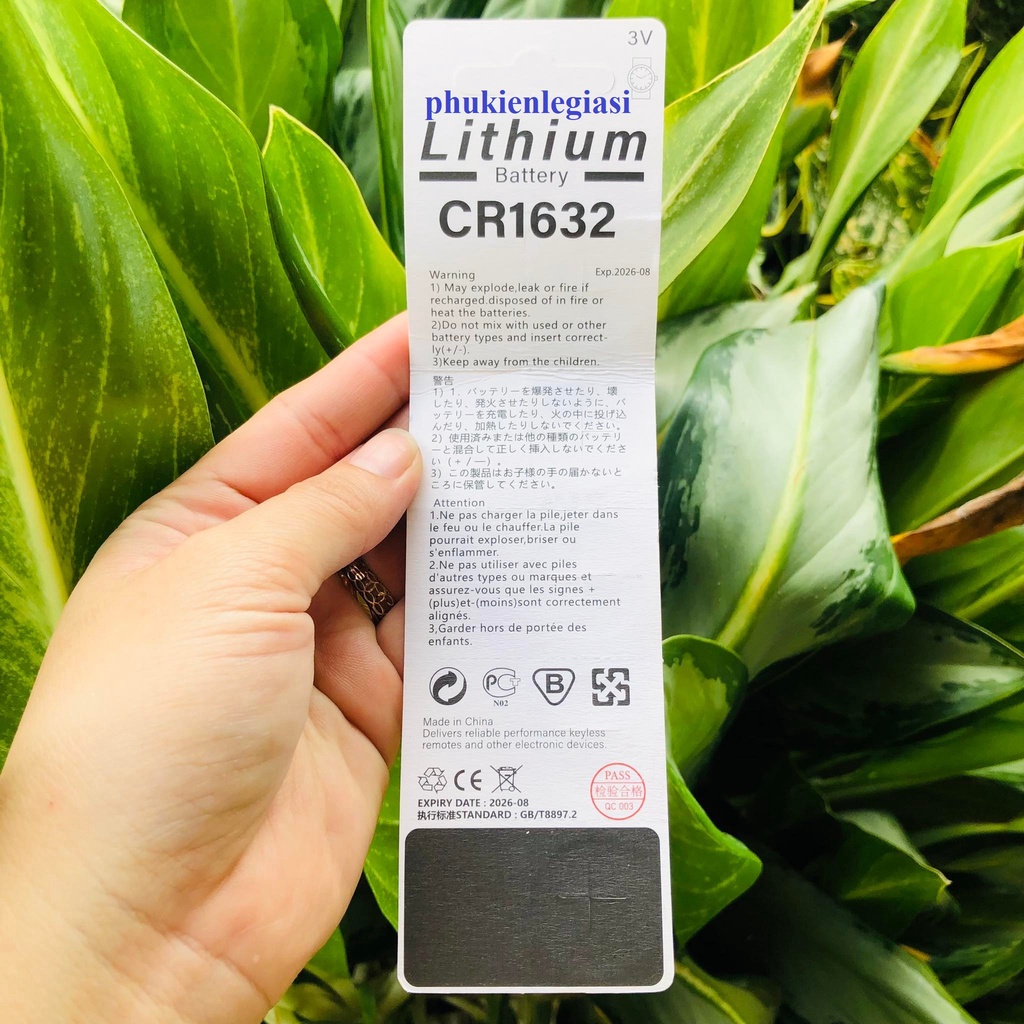 3V
phukienlegiasi
Lithium
Battery
CR1632
Warning
Exp.2026-08
1) May explode,leak or fire if
recharged.disposed of in fire or
heat the batteries.
2)Do not mix with used or other
battery types and insert correct-
ly(+/-).
3)Keep away from the children.
警告
1) 1. バッテリーを爆発させたり、壊
したり、発火させたりしないように、バ
ッテリーを充電したり、火の中に投げ込
んだり、加熱したりしないでください。
2) 使用済みまたは他の種類のバッテリ
ーと混合して正しく挿入しないでくださ
い（+ / ー）。
3) この製品はお子様の手の届かないと
ころに保管してください。
Attention
1.Ne pas charger la pile,jeter dans
le feu ou le chauffer.La pile
pourrait exploser,briser ou
s'enflammer.
2.Ne pas utiliser avec piles
d'autres types ou marques et
assurez-vous que les signes +
(plus)et-(moins)sont correctement
alignés.
3,Garder hors de portée des
enfants.
PCT
N02
B
Made in China
Delivers reliable performance keyless
remotes and other electronic devices.
CE
PASS
检验合格
QC 003
EXPIRY DATE : 2026-08
执行标准STANDARD : GB/T8897.2